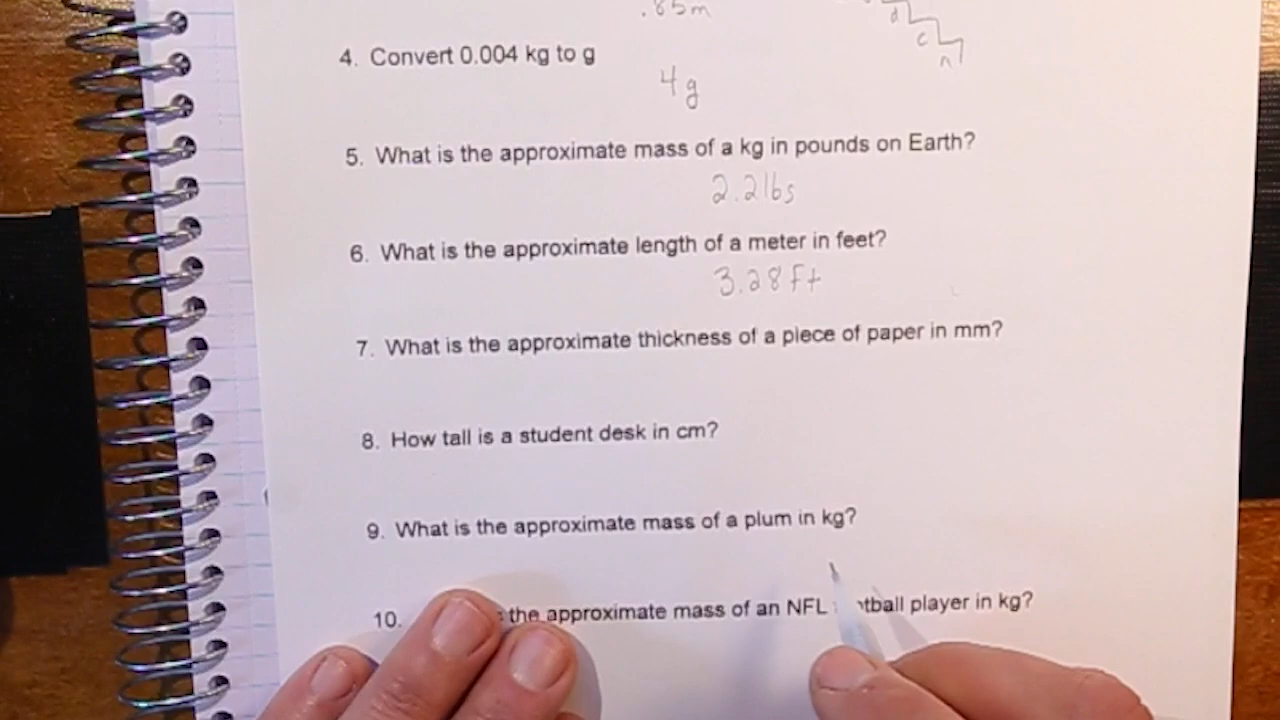 .85m
d
c
m
4. Convert 0.004 kg to g
4g
5. What is the approximate mass of a kg in pounds on Earth?
2.2lbs
6. What is the approximate length of a meter in feet?
3.28Ft
7. What is the approximate thickness of a piece of paper in mm?
8. How tall is a student desk in cm?
9. What is the approximate mass of a plum in kg?
10. the approximate mass of an NFL player in kg?